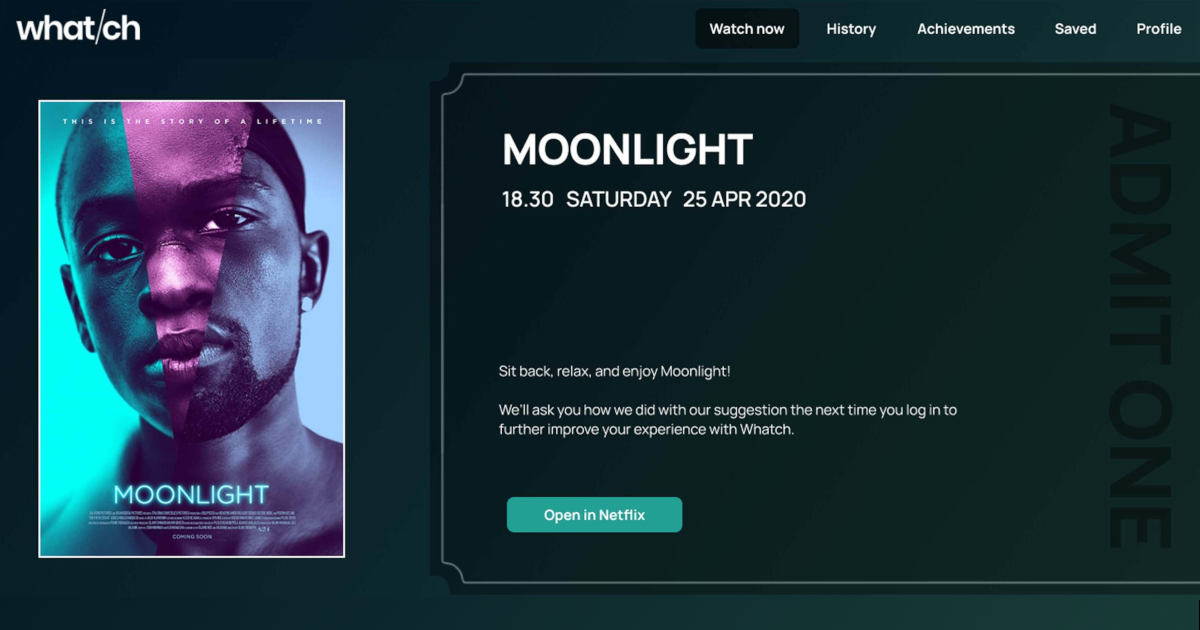 what/ch
Watch now
History
Achievements
Saved
Profile
THIS IS THE STORY OF A LIFETIME
MOONLIGHT
COMING SOON
MOONLIGHT
18.30 SATURDAY 25 APR 2020
Sit back, relax, and enjoy Moonlight!
We'll ask you how we did with our suggestion the next time you log in to
further improve your experience with Whatch.
Open in Netflix
ADMIT ONE